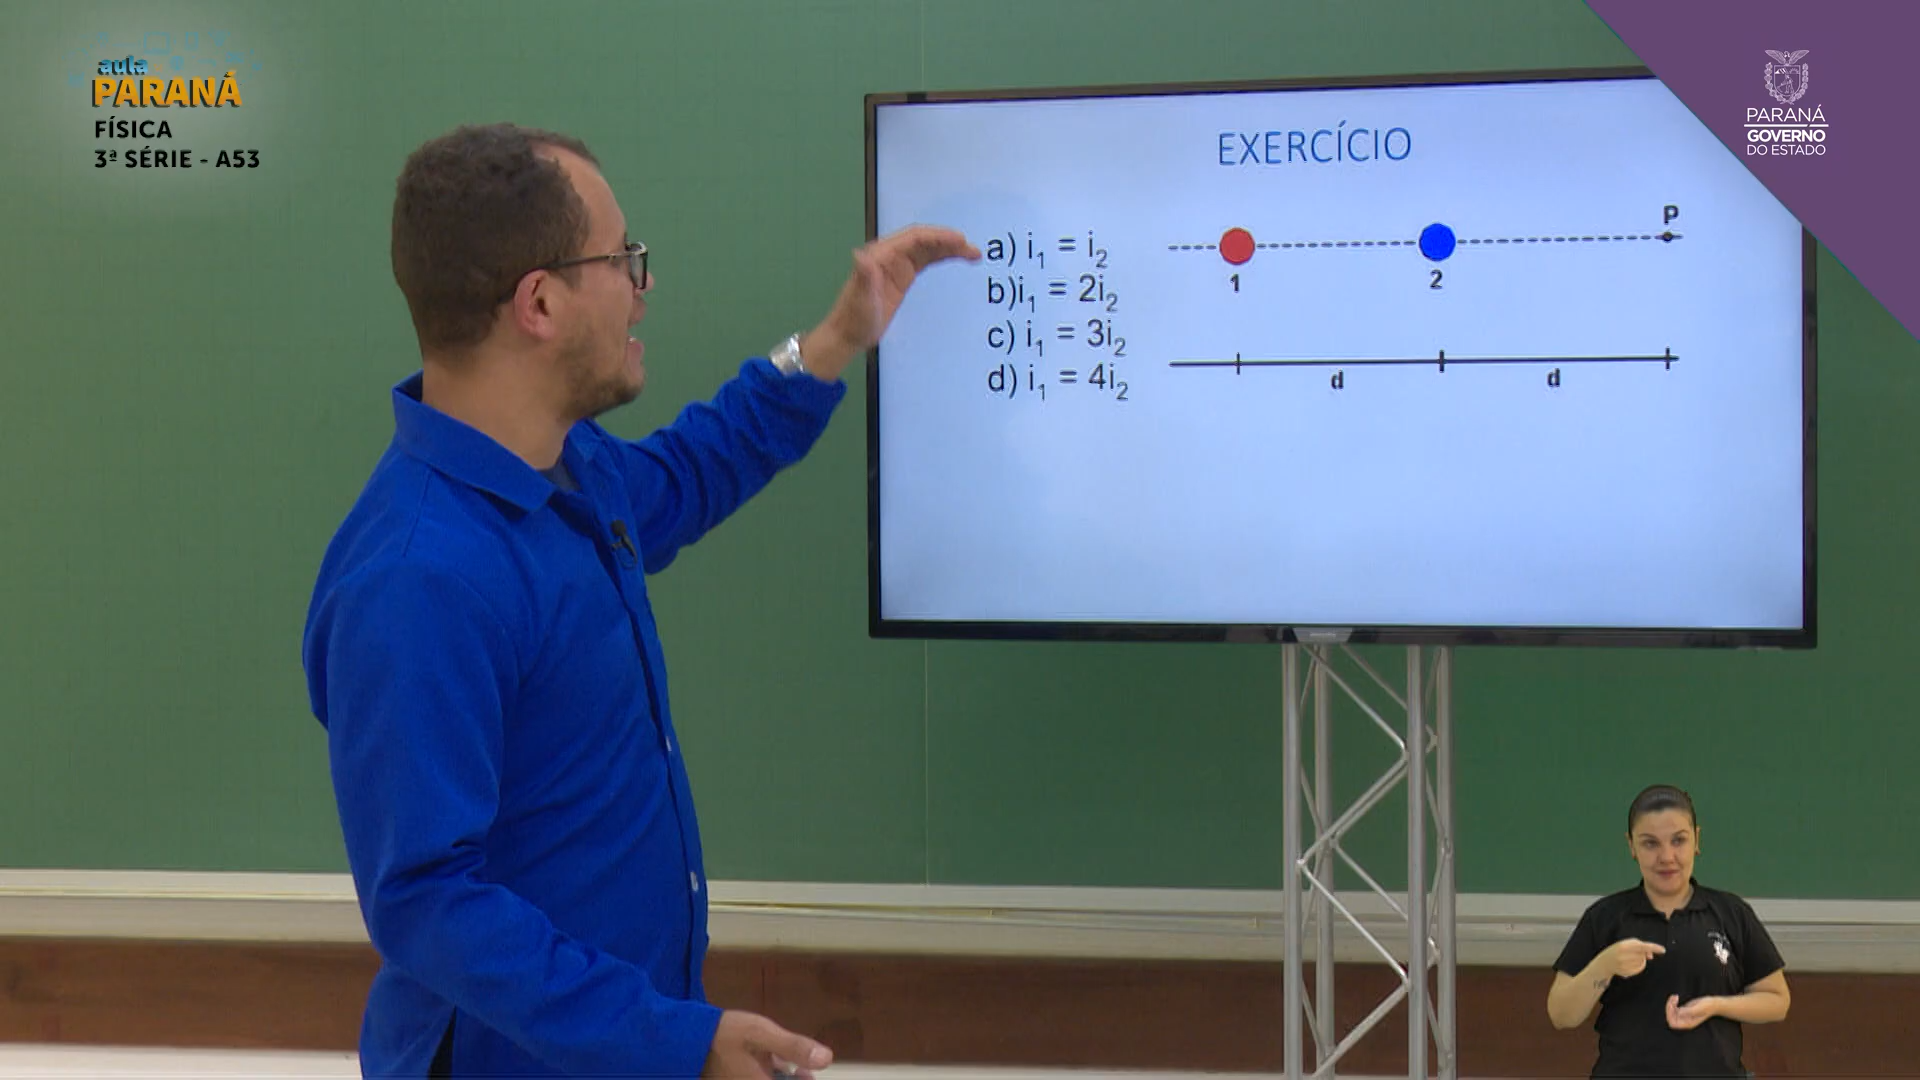 aula
PARANÁ
FÍSICA
3ª SÉRIE - A53
PARANÁ
GOVERNO
DO ESTADO
EXERCÍCIO
a) i₁ = i₂
b)i₁ = 2i₂
c) i₁ = 3i₂
d) i₁ = 4i₂
P
1
2
d
d